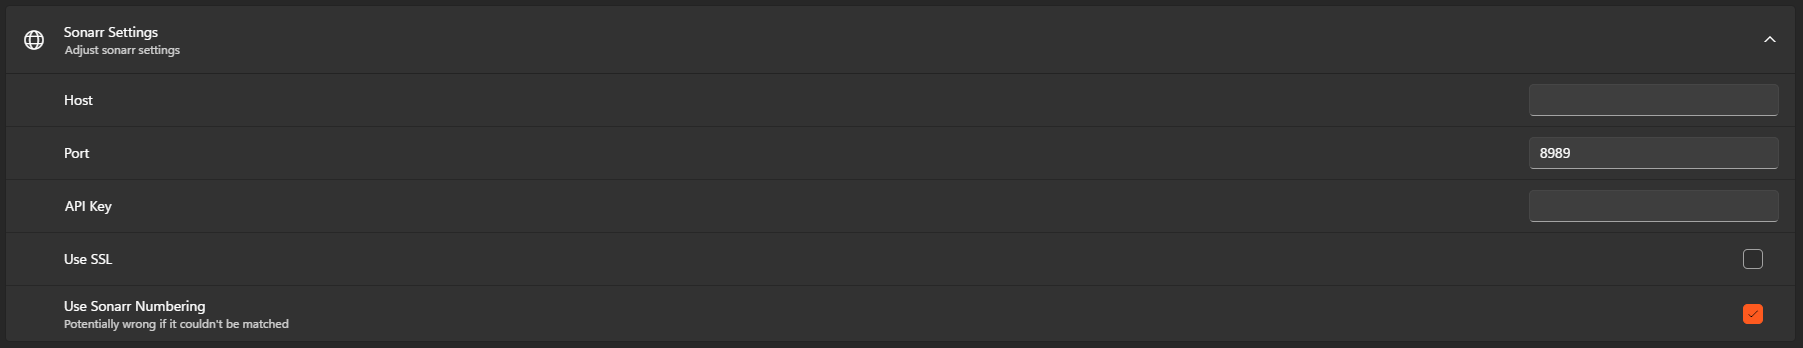 Sonarr Settings
Adjust sonarr settings
Host
Port
8989
API Key
Use SSL
Use Sonarr Numbering
Potentially wrong if it couldn't be matched